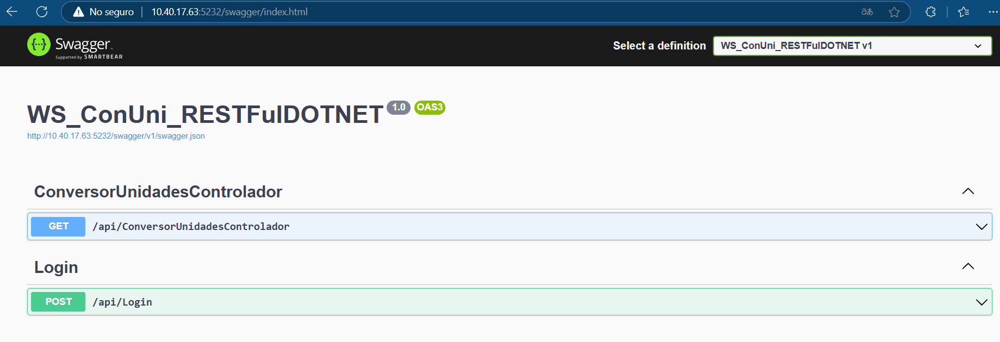 No seguro
10.40.17.63:5232/swagger/index.html
aあ
Swagger.
Supported by SMARTBEAR
Select a definition
WS_ConUni_RESTFulDOTNET v1
WS_ConUni_RESTFulDOTNET 1.0 OAS3
http://10.40.17.63:5232/swagger/v1/swagger.json
ConversorUnidadesControlador
GET /api/ConversorUnidadesControlador
Login
POST /api/Login